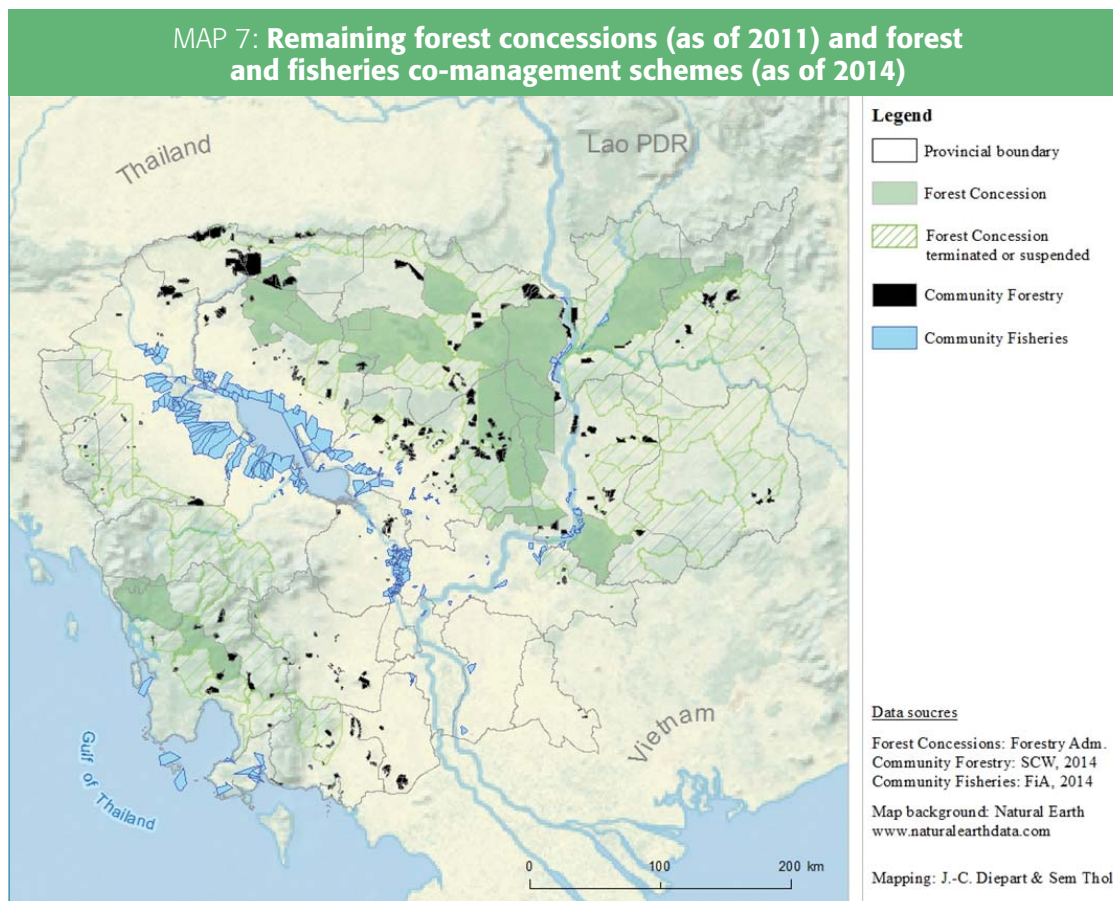 MAP 7: Remaining forest concessions (as of 2011) and forest
and fisheries co-management schemes (as of 2014)
Thailand
Lao PDR
Vietnam
Gulf of Thailand
0 100 200 km
Legend
Provincial boundary
Forest Concession
Forest Concession
terminated or suspended
Community Forestry
Community Fisheries
Data soucres
Forest Concessions: Forestry Adm.
Community Forestry: SCW, 2014
Community Fisheries: FiA, 2014
Map background: Natural Earth
www.naturalearthdata.com
Mapping: J.-C. Diepart & Sem Thol